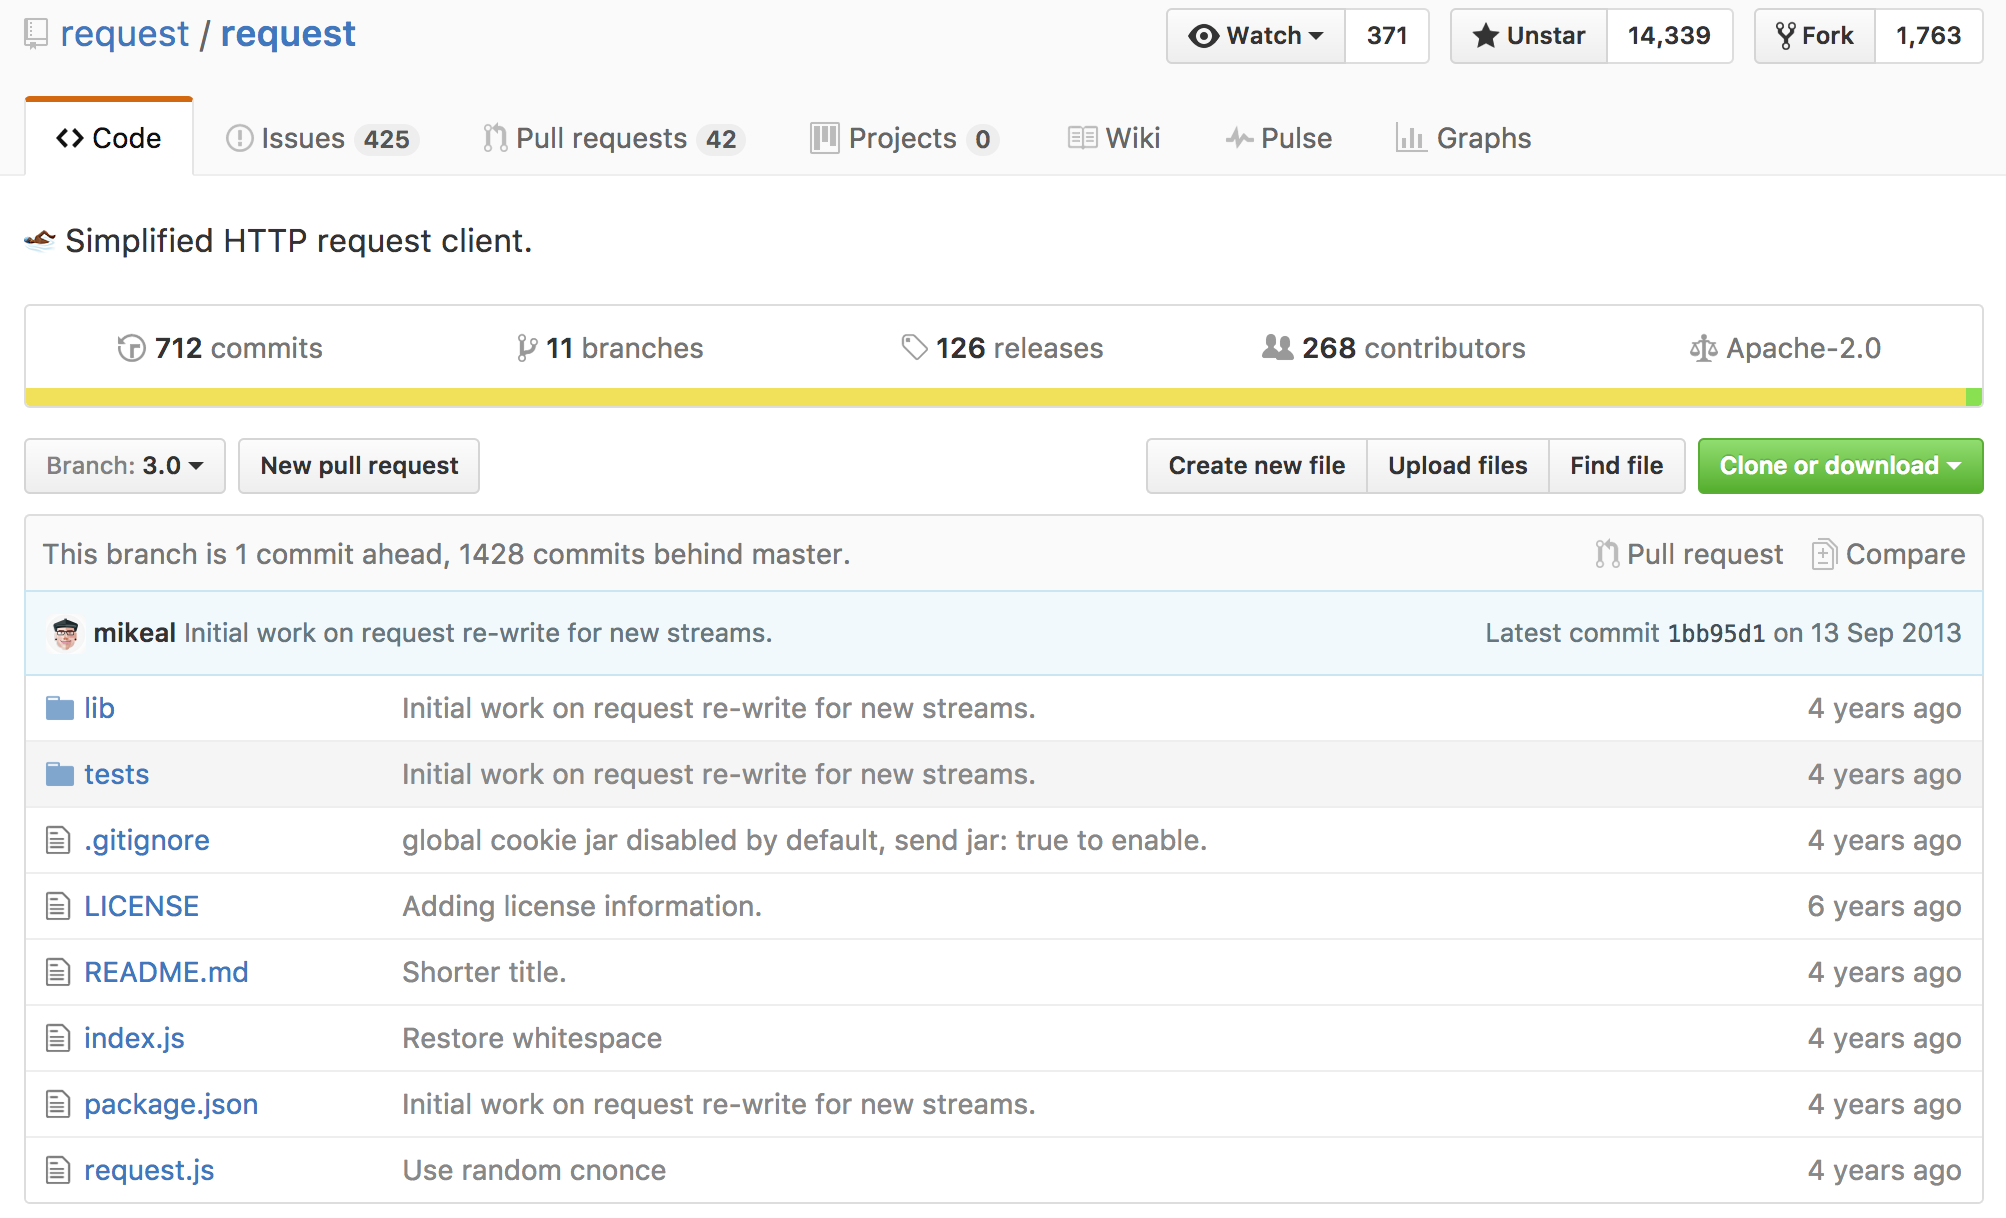 request / request
Watch 371 Unstar 14,339 Fork 1,763
Code Issues 425 Pull requests 42 Projects 0 Wiki Pulse Graphs
Simplified HTTP request client.
712 commits 11 branches 126 releases 268 contributors Apache-2.0
Branch: 3.0 New pull request Create new file Upload files Find file Clone or download
This branch is 1 commit ahead, 1428 commits behind master. Pull request Compare
mikeal Initial work on request re-write for new streams. Latest commit 1bb95d1 on 13 Sep 2013
lib Initial work on request re-write for new streams. 4 years ago
tests Initial work on request re-write for new streams. 4 years ago
.gitignore global cookie jar disabled by default, send jar: true to enable. 4 years ago
LICENSE Adding license information. 6 years ago
README.md Shorter title. 4 years ago
index.js Restore whitespace 4 years ago
package.json Initial work on request re-write for new streams. 4 years ago
request.js Use random cnonce 4 years ago